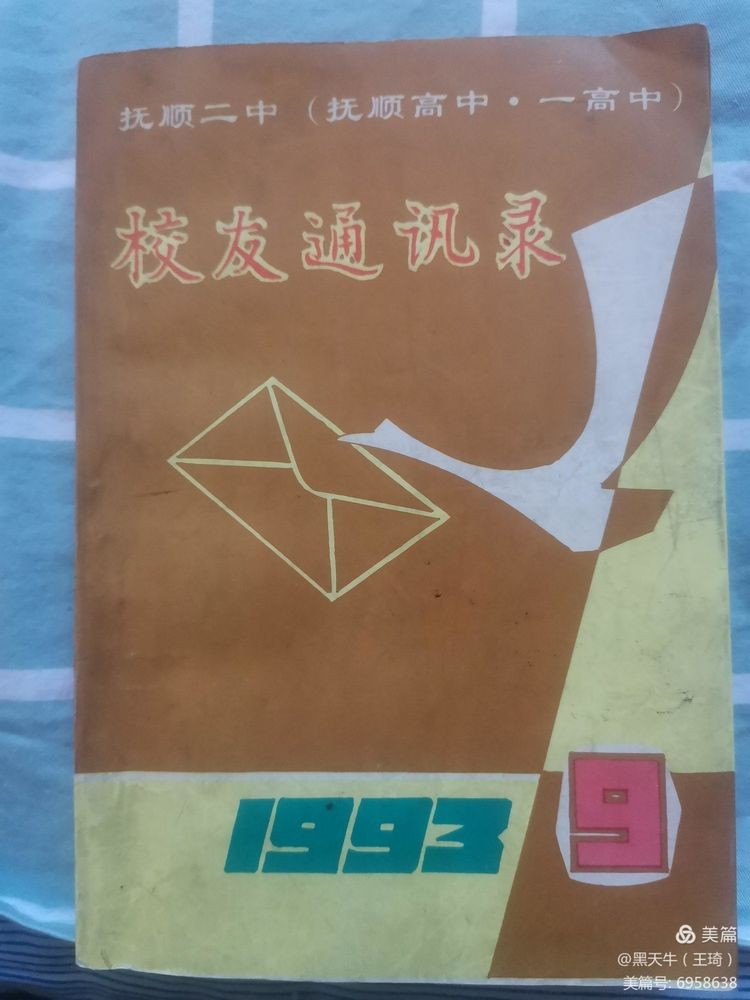 抚顺二中（抚顺高中·一高中）
校友通讯录
1993 9
美篇
@黑天牛（王琦）
美篇号: 6958638